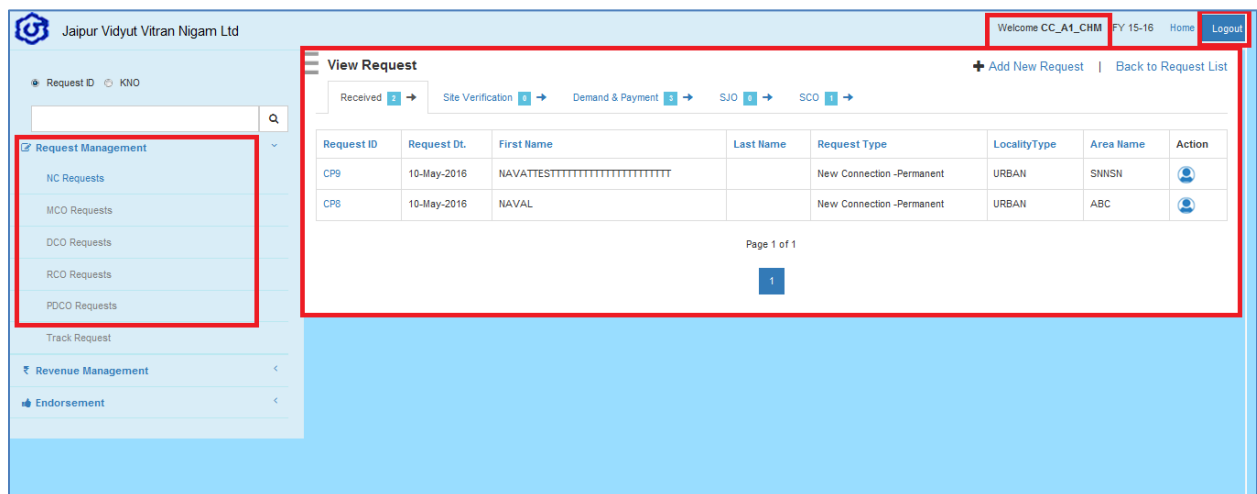 Jaipur Vidyut Vitran Nigam Ltd
Welcome CC_A1_CHM FY 15-16 Home Logout
Request ID KNO
Request Management
NC Requests
MCO Requests
DCO Requests
RCO Requests
PDCO Requests
Track Request
₹ Revenue Management
Endorsement
View Request
Add New Request | Back to Request List
Received 2 Site Verification 0 Demand & Payment 3 SJO 0 SCO 1
Request ID Request Dt. First Name Last Name Request Type LocalityType Area Name Action
CP9 10-May-2016 NAVATTESTTTTTTTTTTTTTTTTTTTTTT New Connection -Permanent URBAN SNNSN
CP8 10-May-2016 NAVAL New Connection -Permanent URBAN ABC
Page 1 of 1
1